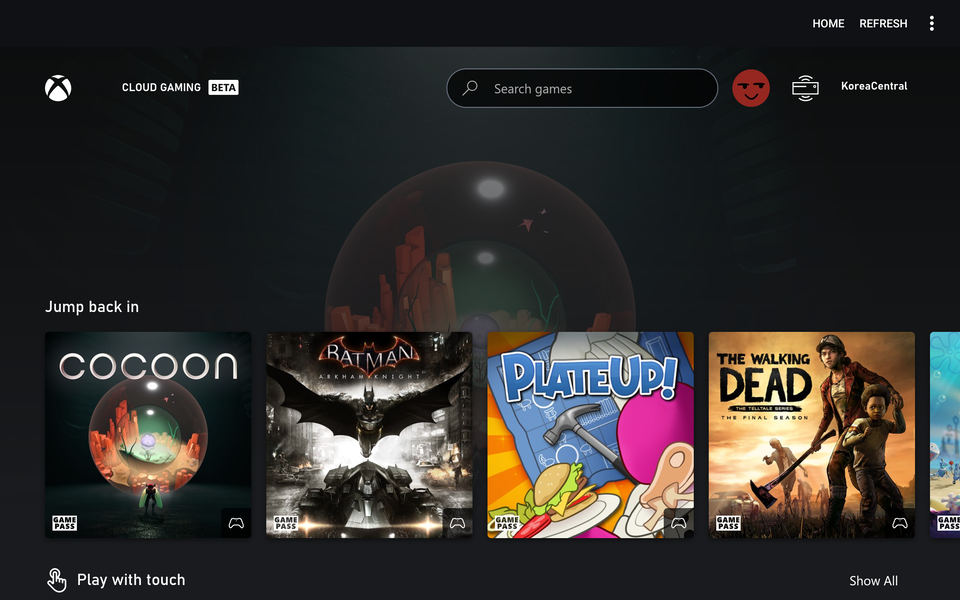 HOME REFRESH
CLOUD GAMING BETA
Search games
KoreaCentral
Jump back in
COCOON
GAME PASS
BATMAN
ARKHAM KNIGHT
GAME PASS
PLATEUP!
GAME PASS
THE WALKING
DEAD
THE TELLTALE SERIES
THE FINAL SEASON
GAME PASS
Play with touch
Show All